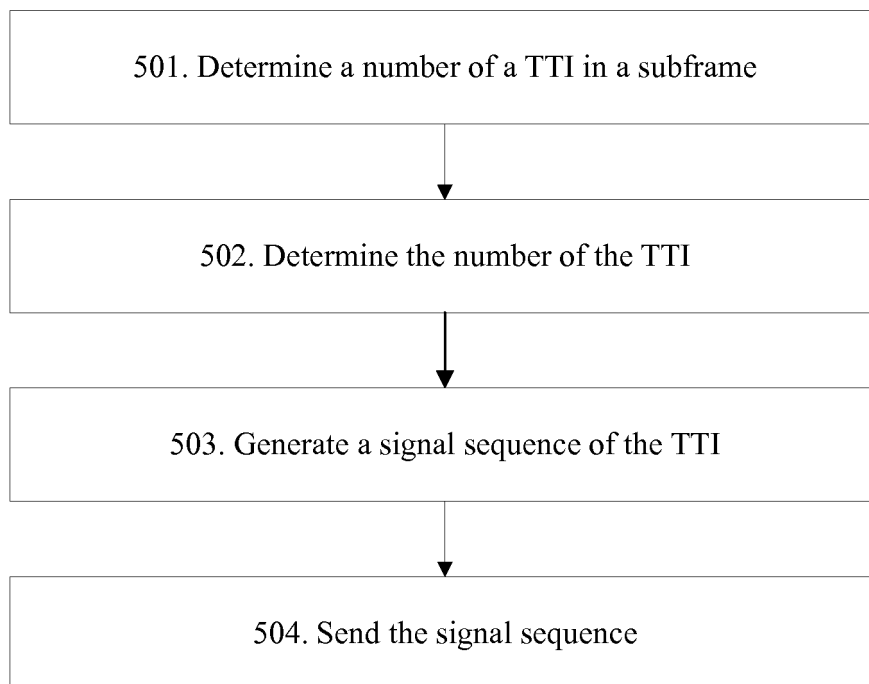 501. Determine a number of a TTI in a subframe
502. Determine the number of the TTI
503. Generate a signal sequence of the TTI
504. Send the signal sequence